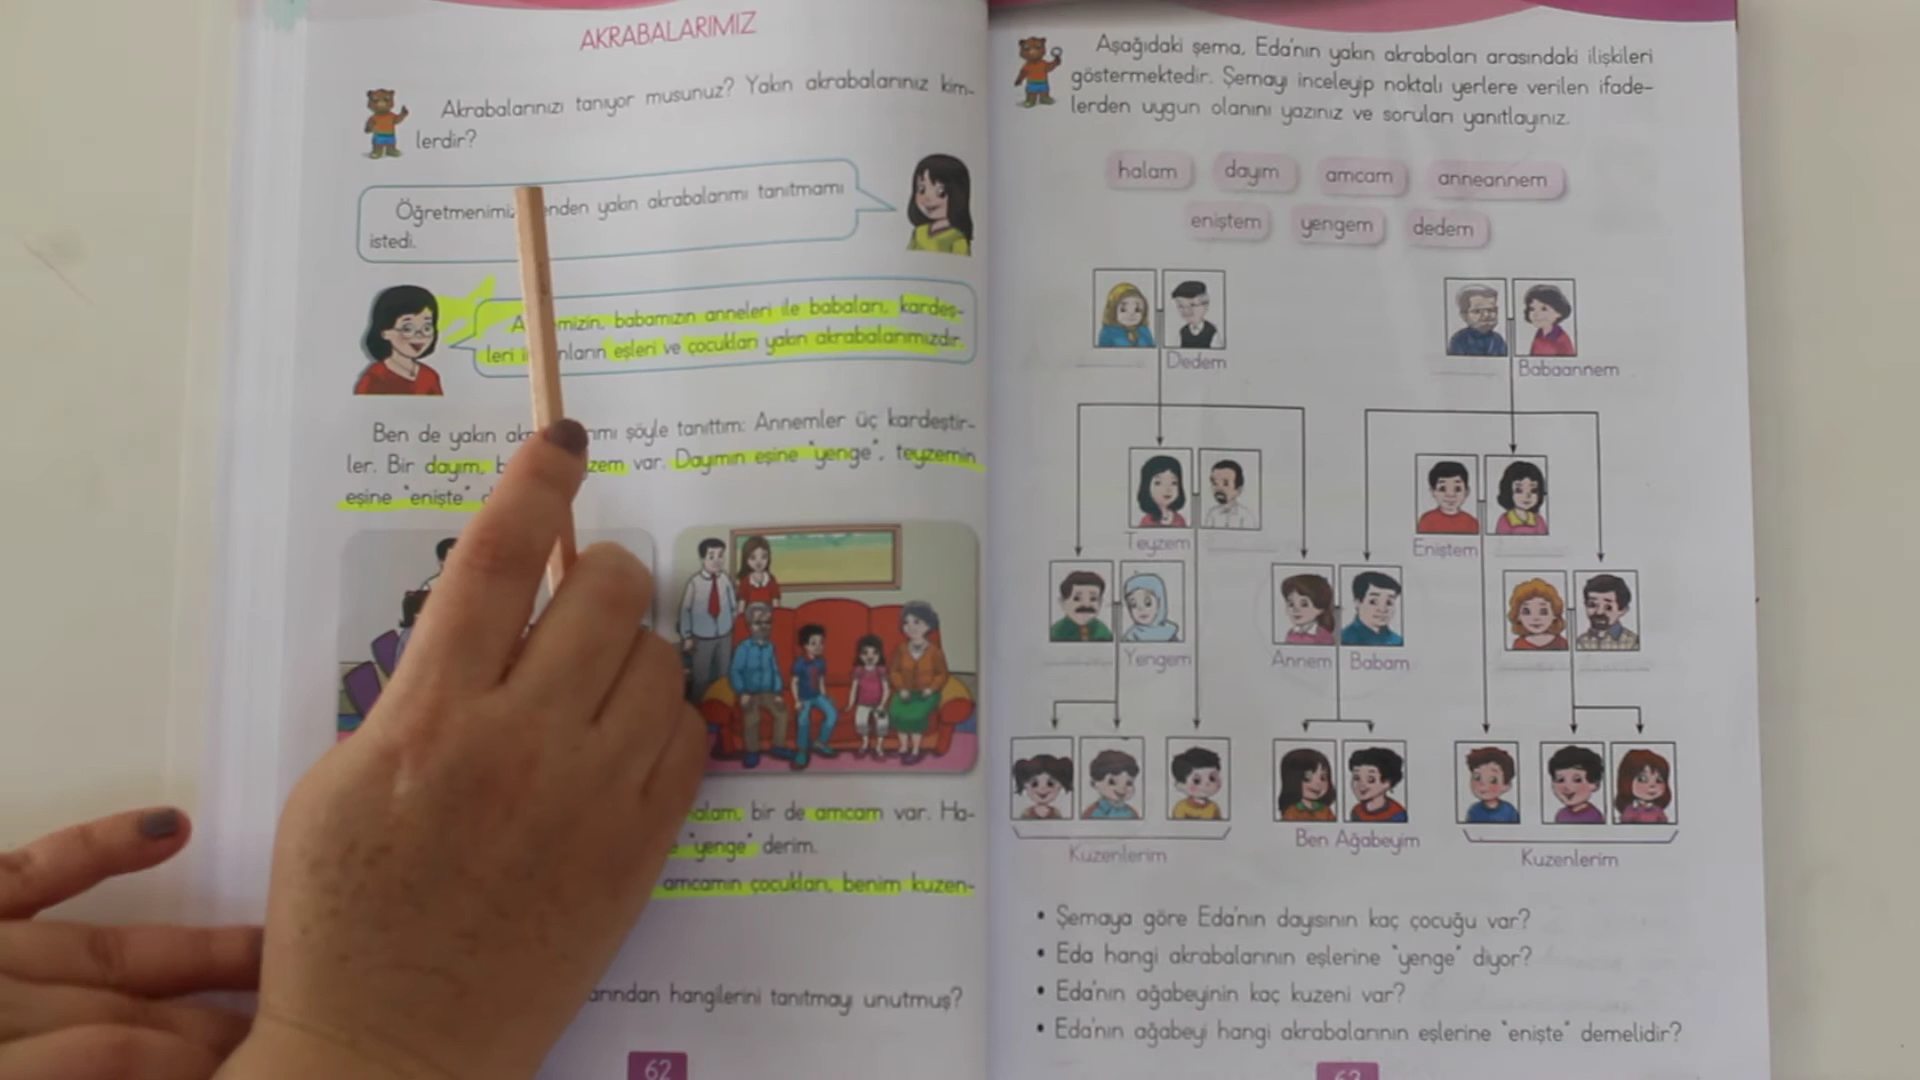 AKRABALARIMIZ
Akrabalarınızı tanıyor musunuz? Yakın akrabalarınız kim-
lerdir?
Öğretmenimiz yakın akrabalarımı tanıtmamı
istedi.
babamızın anneleri ile babaları, kardeş-
leri eşleri ve çocukları yakın akrabalarımızdır.
Ben de yakın şöyle tanıttım: Annemler üç kardeştir-
ler. Bir dayım, var. Dayımın eşine "yenge", teyzemin
eşine "enişte"
bir de amcam var. Ha-
"yenge" derim.
amcamın çocukları, benim kuzen-
hangilerini tanıtmayı unutmuş?
62
Aşağıdaki şema, Eda'nın yakın akrabaları arasındaki ilişkileri
göstermektedir. Şemayı inceleyip noktalı yerlere verilen ifade-
lerden uygun olanını yazınız ve soruları yanıtlayınız.
halam dayım amcam anneannem
eniştem yengem dedem
Dedem Babaannem
Teyzem Eniştem
Yengem Annem Babam
Kuzenlerim Ben Ağabeyim Kuzenlerim
• Şemaya göre Eda'nın dayısının kaç çocuğu var?
• Eda hangi akrabalarının eşlerine "yenge" diyor?
• Eda'nın ağabeyinin kaç kuzeni var?
• Eda'nın ağabeyi hangi akrabalarının eşlerine "enişte" demelidir?
63